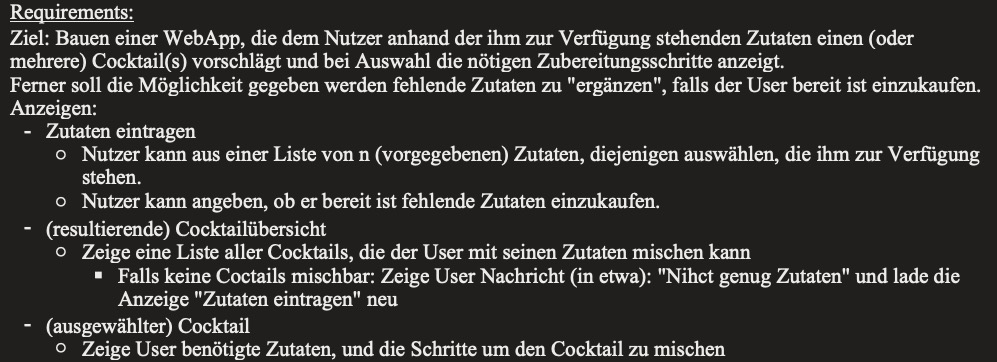 Requirements:
Ziel: Bauen einer WebApp, die dem Nutzer anhand der ihm zur Verfügung stehenden Zutaten einen (oder
mehrere) Cocktail(s) vorschlägt und bei Auswahl die nötigen Zubereitungsschritte anzeigt.
Ferner soll die Möglichkeit gegeben werden fehlende Zutaten zu "ergänzen", falls der User bereit ist einzukaufen.
Anzeigen:
- Zutaten eintragen
○ Nutzer kann aus einer Liste von n (vorgegebenen) Zutaten, diejenigen auswählen, die ihm zur Verfügung
stehen.
○ Nutzer kann angeben, ob er bereit ist fehlende Zutaten einzukaufen.
- (resultierende) Cocktailübersicht
○ Zeige eine Liste aller Cocktails, die der User mit seinen Zutaten mischen kann
▪ Falls keine Coctails mischbar: Zeige User Nachricht (in etwa): "Nihct genug Zutaten" und lade die
Anzeige "Zutaten eintragen" neu
- (ausgewählter) Cocktail
○ Zeige User benötigte Zutaten, und die Schritte um den Cocktail zu mischen